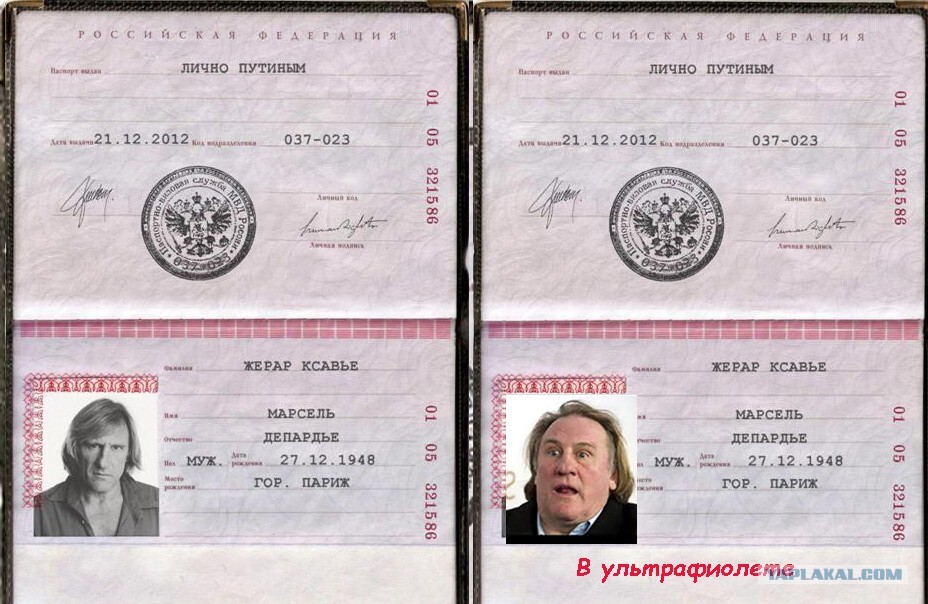 РОССИЙСКАЯ ФЕДЕРАЦИЯ
Паспорт выдан ЛИЧНО ПУТИНЫМ
Дата выдачи 21.12.2012 Код подразделения 037-023
01 05 321586
Паспортно-Визовая служба МВД России
037-023
Личный код
Личная подпись
Фамилия ЖЕРАР КСАВЬЕ
Имя МАРСЕЛЬ
Отчество ДЕПАРДЬЕ
Пол МУЖ. Дата рождения 27.12.1948
Место рождения ГОР. ПАРИЖ
01 05 321586
РОССИЙСКАЯ ФЕДЕРАЦИЯ
Паспорт выдан ЛИЧНО ПУТИНЫМ
Дата выдачи 21.12.2012 Код подразделения 037-023
01 05 321586
Паспортно-Визовая служба МВД России
037-023
Личный код
Личная подпись
Фамилия ЖЕРАР КСАВЬЕ
МАРСЕЛЬ
ДЕПАРДЬЕ
Пол МУЖ. Дата рождения 27.12.1948
ГОР. ПАРИЖ
01 05 321586
В ультрафиолете
YAPLAKAL.COM